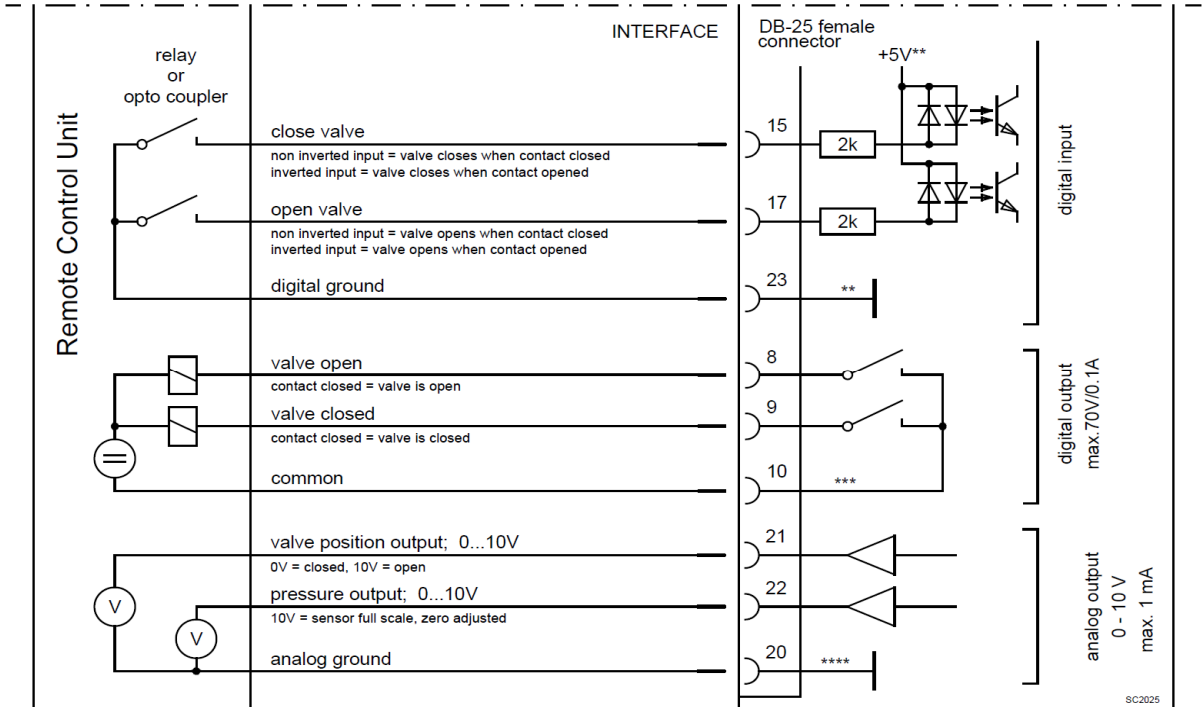 INTERFACE
DB-25 female
connector
+5V**
relay
or
opto coupler
Remote Control Unit
close valve
non inverted input = valve closes when contact closed
inverted input = valve closes when contact opened
15
2k
open valve
non inverted input = valve opens when contact closed
inverted input = valve opens when contact opened
17
2k
digital ground
23
**
digital input
valve open
contact closed = valve is open
8
valve closed
contact closed = valve is closed
9
common
10
***
digital output
max.70V/0.1A
valve position output; 0...10V
0V = closed, 10V = open
21
V
pressure output; 0...10V
10V = sensor full scale, zero adjusted
22
V
analog ground
20
****
analog output
0 - 10 V
max. 1 mA
SC2025